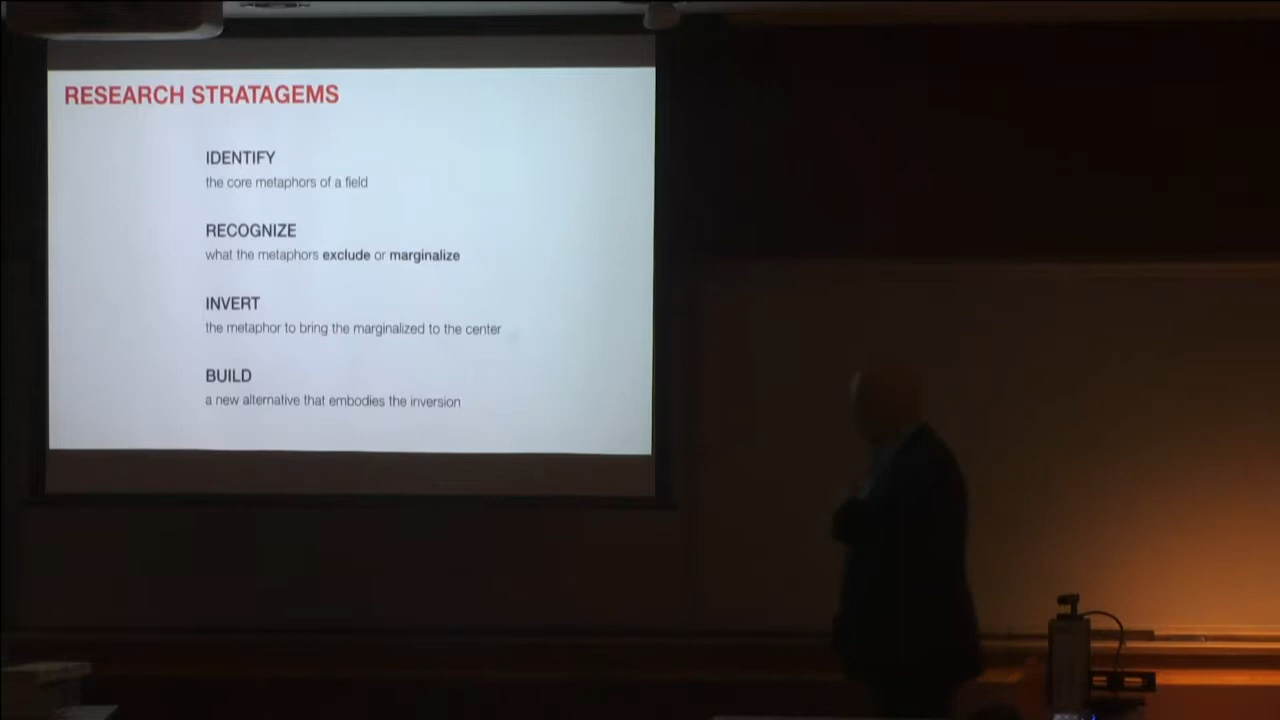 RESEARCH STRATAGEMS
IDENTIFY
the core metaphors of a field
RECOGNIZE
what the metaphors exclude or marginalize
INVERT
the metaphor to bring the marginalized to the center
BUILD
a new alternative that embodies the inversion